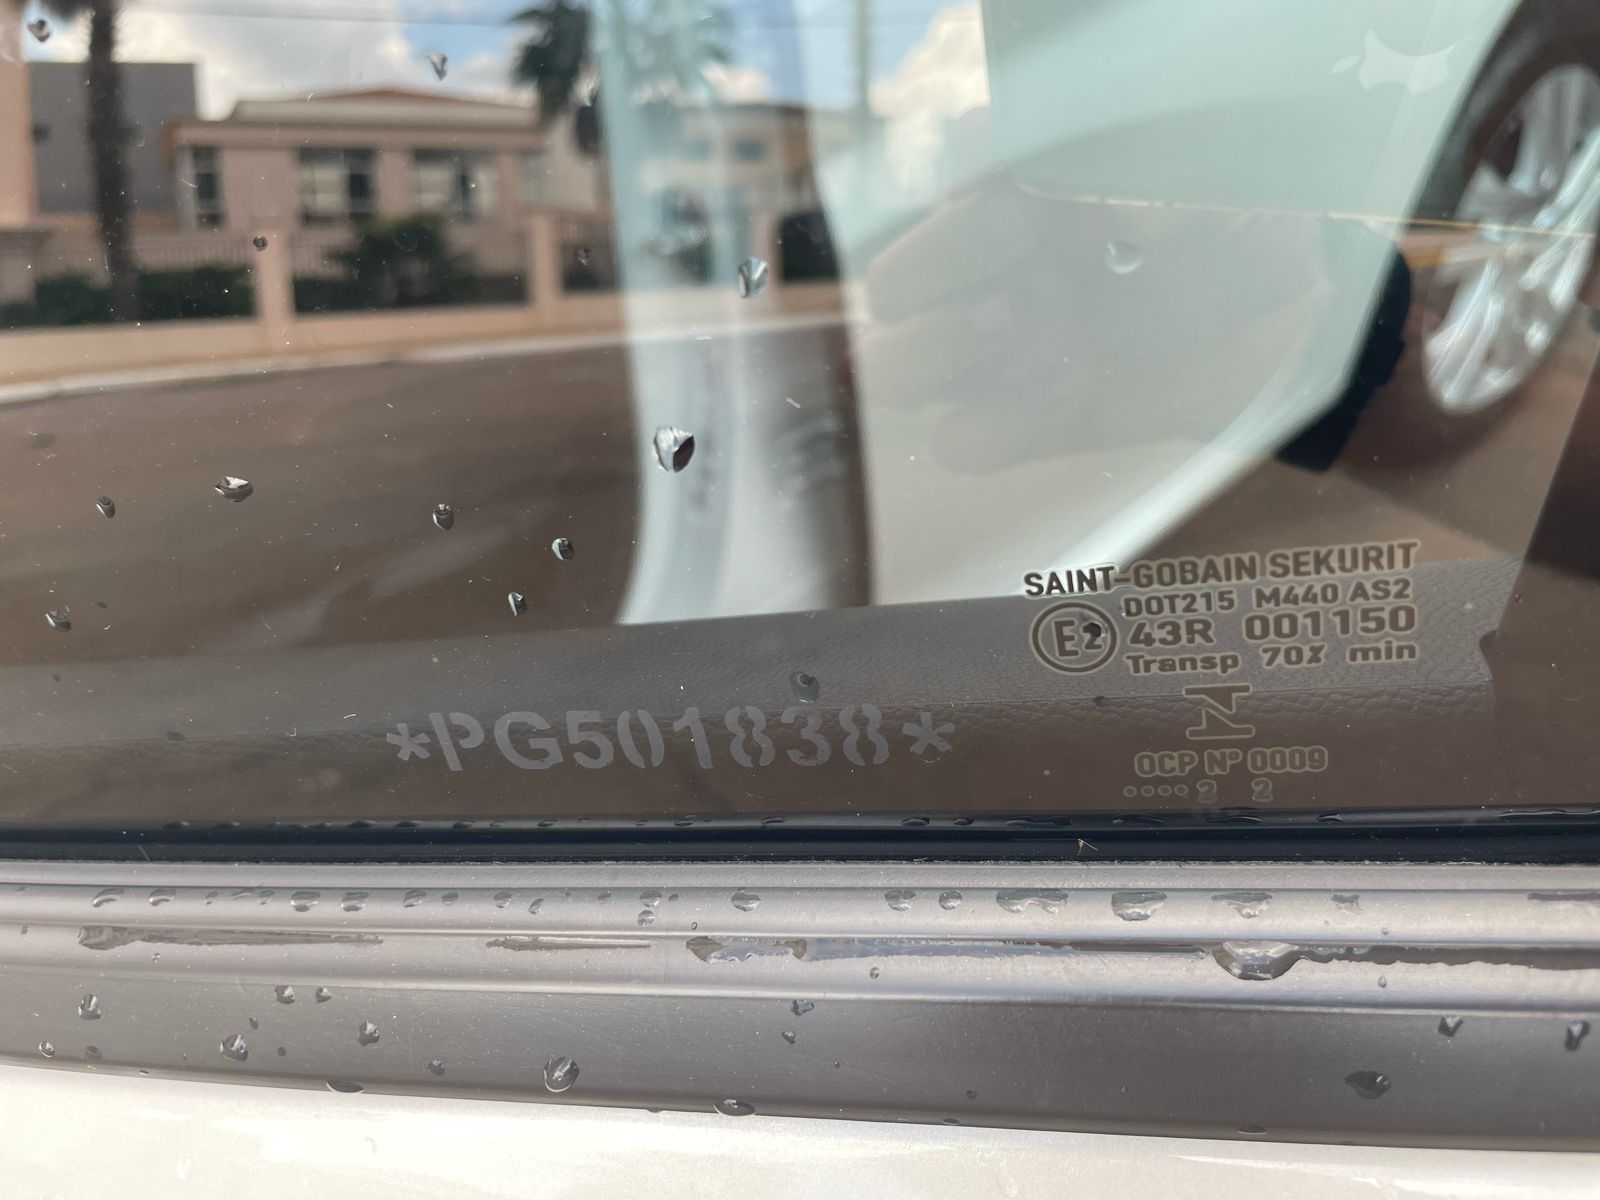 SAINT-GOBAIN SEKURIT
DOT215 M440 AS2
E2 43R 001150
Transp 70% min
*PG501838*
OCP Nº 0009
....2 2